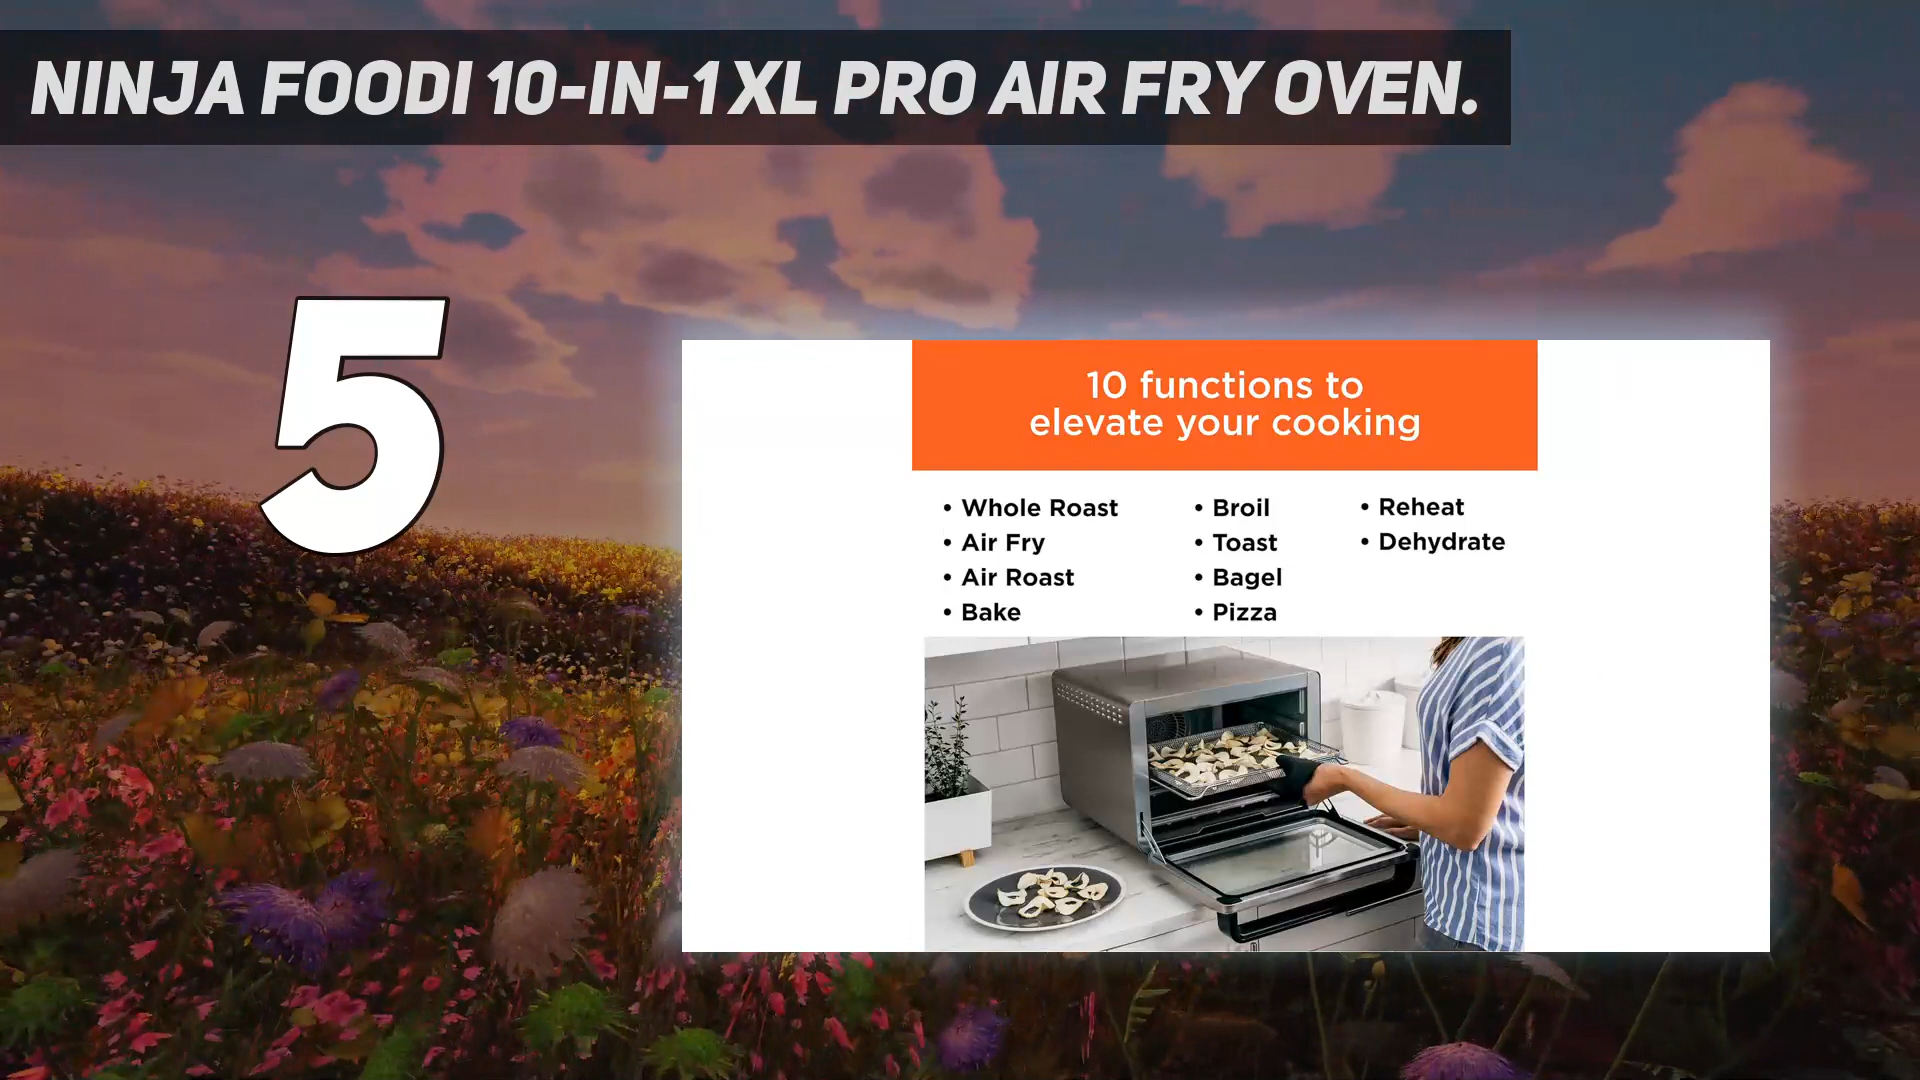 NINJA FOODI 10-IN-1 XL PRO AIR FRY OVEN.
5
10 functions to
elevate your cooking
• Whole Roast
• Air Fry
• Air Roast
• Bake
• Broil
• Toast
• Bagel
• Pizza
• Reheat
• Dehydrate